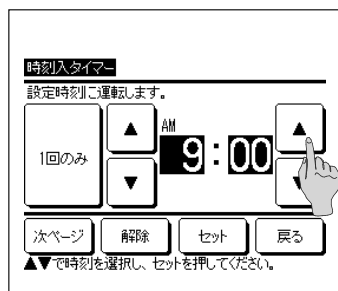 時刻入タイマー
設定時刻に運転します。
1回のみ
▲
AM
9:00
▲
▼
▼
次ページ
解除
セット
戻る
▲▼で時刻を選択し、セットを押してください。